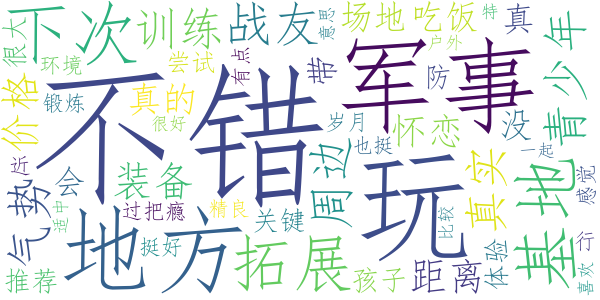 下次
训练
战友
场地
吃饭
特
真
很大
环境
尝试
有点
意思
带
户外
防
军事
青少年
价格
锻炼
真的
很好
不错
岁月
怀恋
没
也挺
一起
近
气势
会
装备
周边
玩
真实
基地
感觉
适中
过把瘾
精良
关键
比较
地方
挺好
拓展
孩子
距离
体验
行
喜欢
推荐